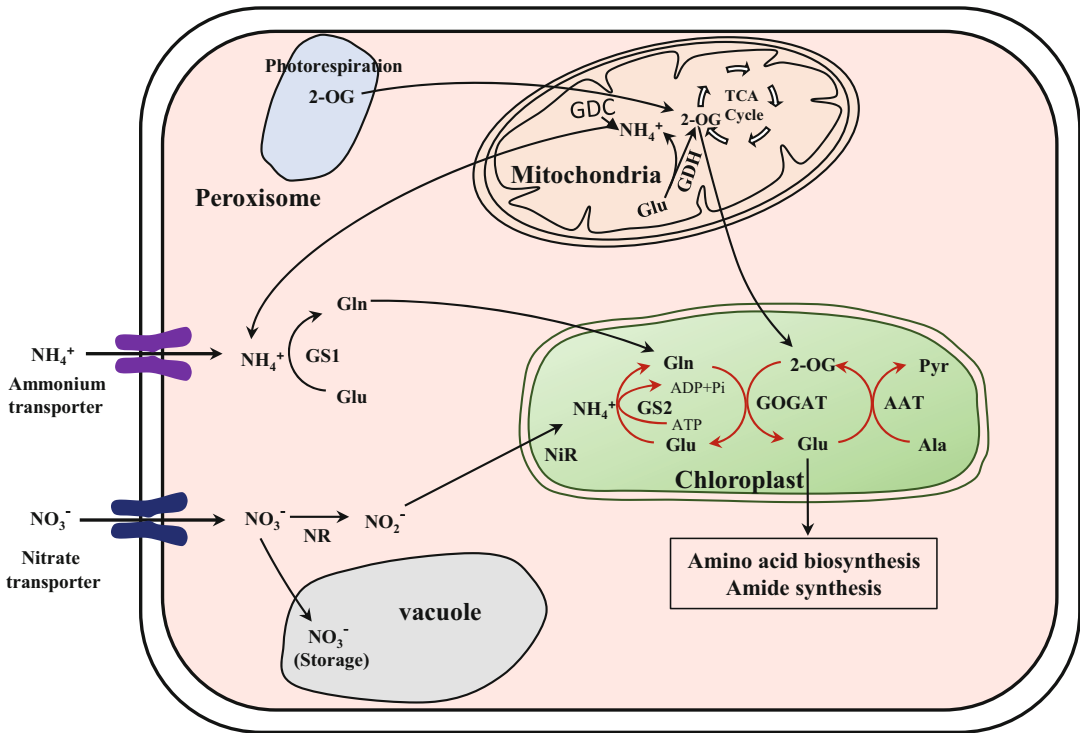 Photorespiration
2-OG
Peroxisome
GDC
NH₄⁺
2-OG
TCA
Cycle
Mitochondria
GDH
Glu
NH₄⁺
Ammonium
transporter
NH₄⁺
Gln
GS1
Glu
Gln
ADP+Pi
NH₄⁺
GS2
ATP
Glu
NiR
2-OG
GOGAT
Glu
Pyr
AAT
Ala
Chloroplast
NO₃⁻
Nitrate
transporter
NO₃⁻
NR
NO₂⁻
vacuole
NO₃⁻
(Storage)
Amino acid biosynthesis
Amide synthesis